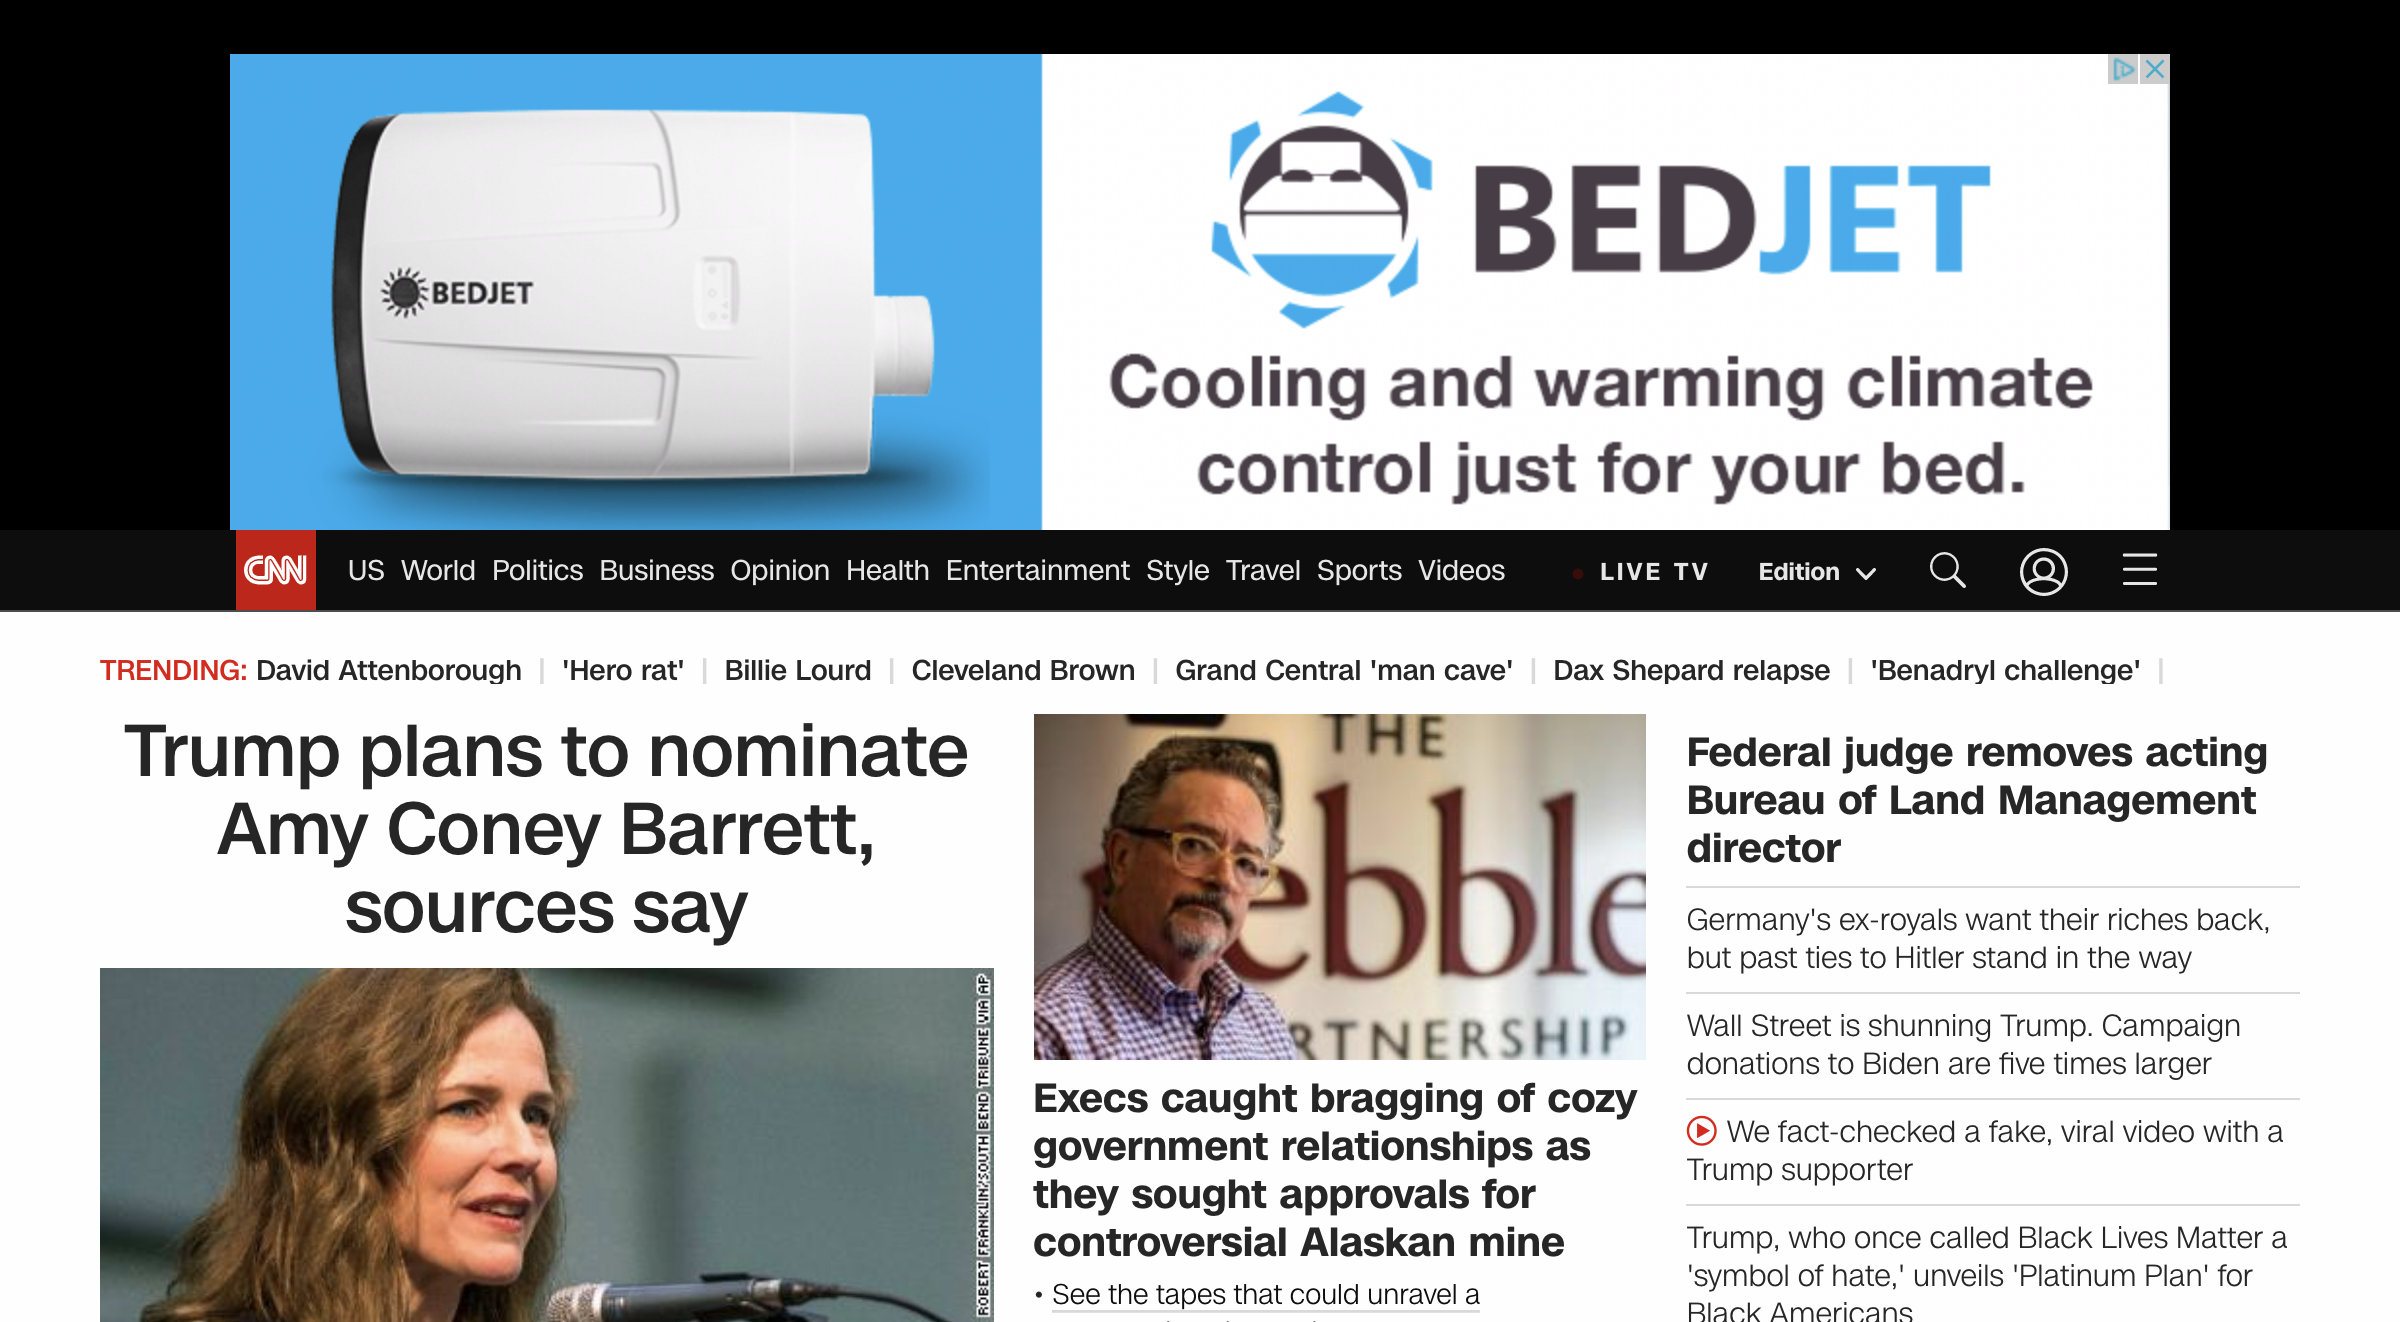 BEDJET
BEDJET
Cooling and warming climate
control just for your bed.
CNN
US World Politics Business Opinion Health Entertainment Style Travel Sports Videos
LIVE TV
Edition
TRENDING: David Attenborough | 'Hero rat' | Billie Lourd | Cleveland Brown | Grand Central 'man cave' | Dax Shepard relapse | 'Benadryl challenge' |
Trump plans to nominate
Amy Coney Barrett,
sources say
ROBERT FRANKLIN/SOUTH BEND TRIBUNE VIA AP
THE
ebble
RTNERSHIP
Execs caught bragging of cozy
government relationships as
they sought approvals for
controversial Alaskan mine
• See the tapes that could unravel a
Federal judge removes acting
Bureau of Land Management
director
Germany's ex-royals want their riches back,
but past ties to Hitler stand in the way
Wall Street is shunning Trump. Campaign
donations to Biden are five times larger
We fact-checked a fake, viral video with a
Trump supporter
Trump, who once called Black Lives Matter a
'symbol of hate,' unveils 'Platinum Plan' for
Black Americans